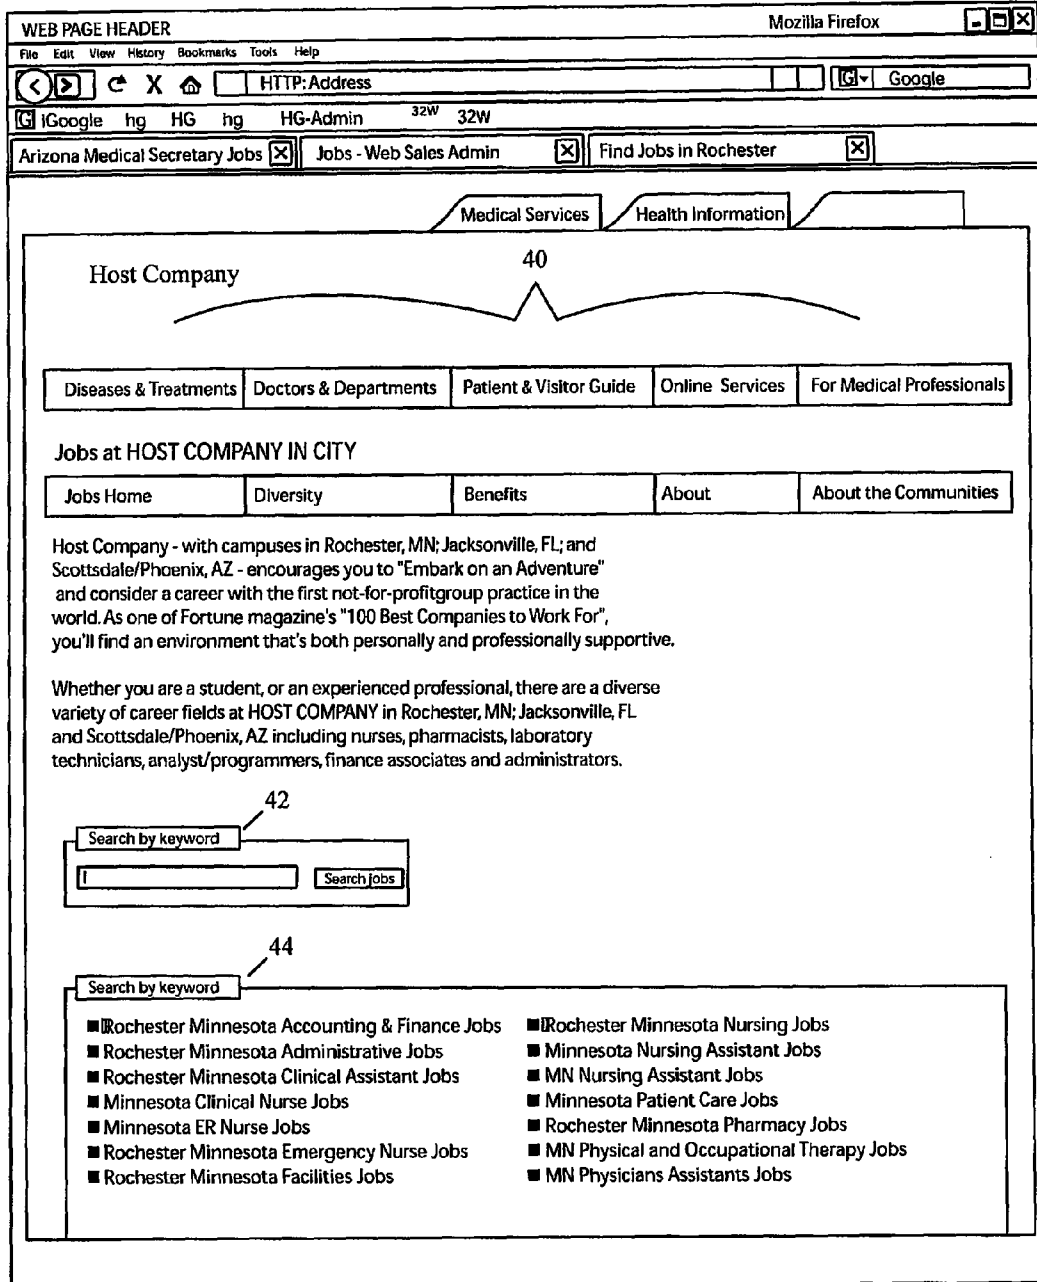 WEB PAGE HEADER Mozilla Firefox
File Edit View History Bookmarks Tools Help
HTTP: Address G Google
G iGoogle hg HG hg HG-Admin 32W 32W
Arizona Medical Secretary Jobs X Jobs - Web Sales Admin X Find Jobs in Rochester X
Medical Services Health Information
Host Company 40
Diseases & Treatments Doctors & Departments Patient & Visitor Guide Online Services For Medical Professionals
Jobs at HOST COMPANY IN CITY
Jobs Home Diversity Benefits About About the Communities
Host Company - with campuses in Rochester, MN; Jacksonville, FL; and
Scottsdale/Phoenix, AZ - encourages you to "Embark on an Adventure"
and consider a career with the first not-for-profitgroup practice in the
world. As one of Fortune magazine's "100 Best Companies to Work For",
you'll find an environment that's both personally and professionally supportive.
Whether you are a student, or an experienced professional, there are a diverse
variety of career fields at HOST COMPANY in Rochester, MN; Jacksonville, FL
and Scottsdale/Phoenix, AZ including nurses, pharmacists, laboratory
technicians, analyst/programmers, finance associates and administrators.
42
Search by keyword
Search jobs
44
Search by keyword
Rochester Minnesota Accounting & Finance Jobs
Rochester Minnesota Administrative Jobs
Rochester Minnesota Clinical Assistant Jobs
Minnesota Clinical Nurse Jobs
Minnesota ER Nurse Jobs
Rochester Minnesota Emergency Nurse Jobs
Rochester Minnesota Facilities Jobs
Rochester Minnesota Nursing Jobs
Minnesota Nursing Assistant Jobs
MN Nursing Assistant Jobs
Minnesota Patient Care Jobs
Rochester Minnesota Pharmacy Jobs
MN Physical and Occupational Therapy Jobs
MN Physicians Assistants Jobs